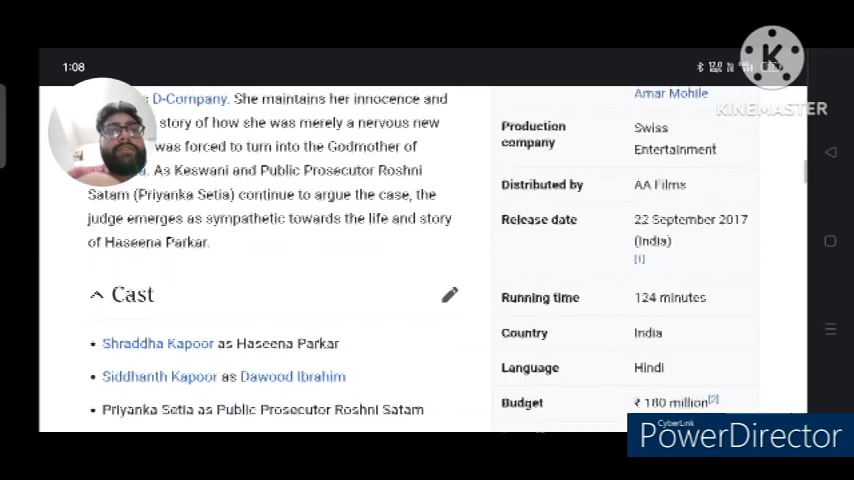 1:08
KINEMASTER
D-Company. She maintains her innocence and
story of how she was merely a nervous new
was forced to turn into the Godmother of
As Keswani and Public Prosecutor Roshni
Satam (Priyanka Setia) continue to argue the case, the
judge emerges as sympathetic towards the life and story
of Haseena Parkar.
Cast
• Shraddha Kapoor as Haseena Parkar
• Siddhanth Kapoor as Dawood Ibrahim
• Priyanka Setia as Public Prosecutor Roshni Satam
Amar Mohile
Production company Swiss Entertainment
Distributed by AA Films
Release date 22 September 2017 (India) [1]
Running time 124 minutes
Country India
Language Hindi
Budget ₹ 180 million[2]
CyberLink
PowerDirector